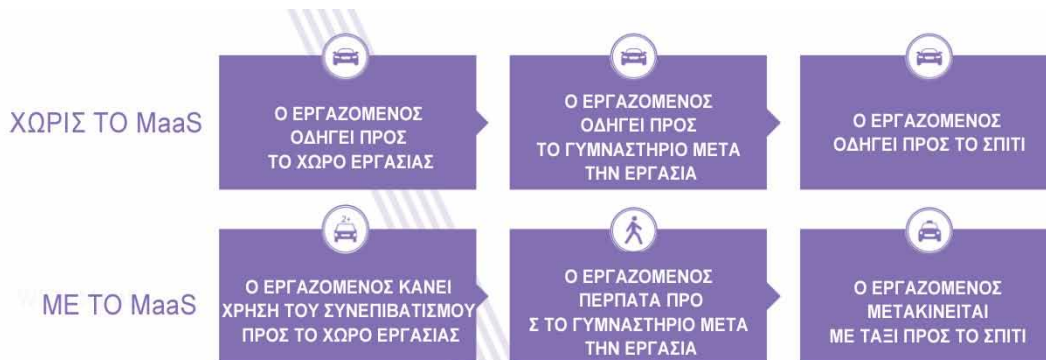 ΧΩΡΙΣ ΤΟ MaaS
Ο ΕΡΓΑΖΟΜΕΝΟΣ
ΟΔΗΓΕΙ ΠΡΟΣ
ΤΟ ΧΩΡΟ ΕΡΓΑΣΙΑΣ
Ο ΕΡΓΑΖΟΜΕΝΟΣ
ΟΔΗΓΕΙ ΠΡΟΣ
ΤΟ ΓΥΜΝΑΣΤΗΡΙΟ ΜΕΤΑ
ΤΗΝ ΕΡΓΑΣΙΑ
Ο ΕΡΓΑΖΟΜΕΝΟΣ
ΟΔΗΓΕΙ ΠΡΟΣ ΤΟ ΣΠΙΤΙ
ΜΕ ΤΟ MaaS
2+
Ο ΕΡΓΑΖΟΜΕΝΟΣ ΚΑΝΕΙ
ΧΡΗΣΗ ΤΟΥ ΣΥΝΕΠΙΒΑΤΙΣΜΟΥ
ΠΡΟΣ ΤΟ ΧΩΡΟ ΕΡΓΑΣΙΑΣ
Ο ΕΡΓΑΖΟΜΕΝΟΣ
ΠΕΡΠΑΤΑ ΠΡΟ
Σ ΤΟ ΓΥΜΝΑΣΤΗΡΙΟ ΜΕΤΑ
ΤΗΝ ΕΡΓΑΣΙΑ
Ο ΕΡΓΑΖΟΜΕΝΟΣ
ΜΕΤΑΚΙΝΕΙΤΑΙ
ΜΕ ΤΑΞΙ ΠΡΟΣ ΤΟ ΣΠΙΤΙ